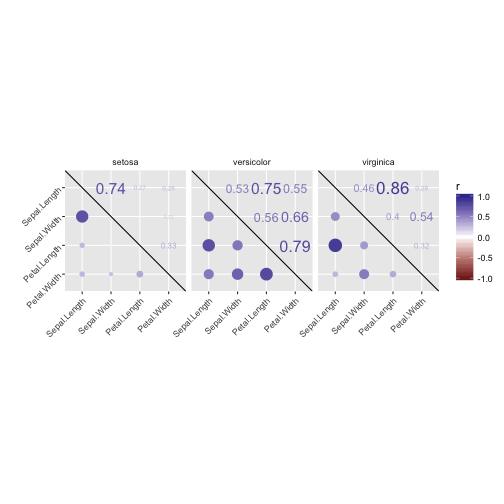 setosa versicolor virginica
Sepal.Length 0.74 0.27 0.28 0.53 0.75 0.55 0.46 0.86 0.28
Sepal.Width 0.56 0.66 0.4 0.54
Petal.Length 0.33 0.79 0.32
Petal.Width
Sepal.Length Sepal.Width Petal.Length Petal.Width Sepal.Length Sepal.Width Petal.Length Petal.Width Sepal.Length Sepal.Width Petal.Length Petal.Width
r
1.0
0.5
0.0
-0.5
-1.0